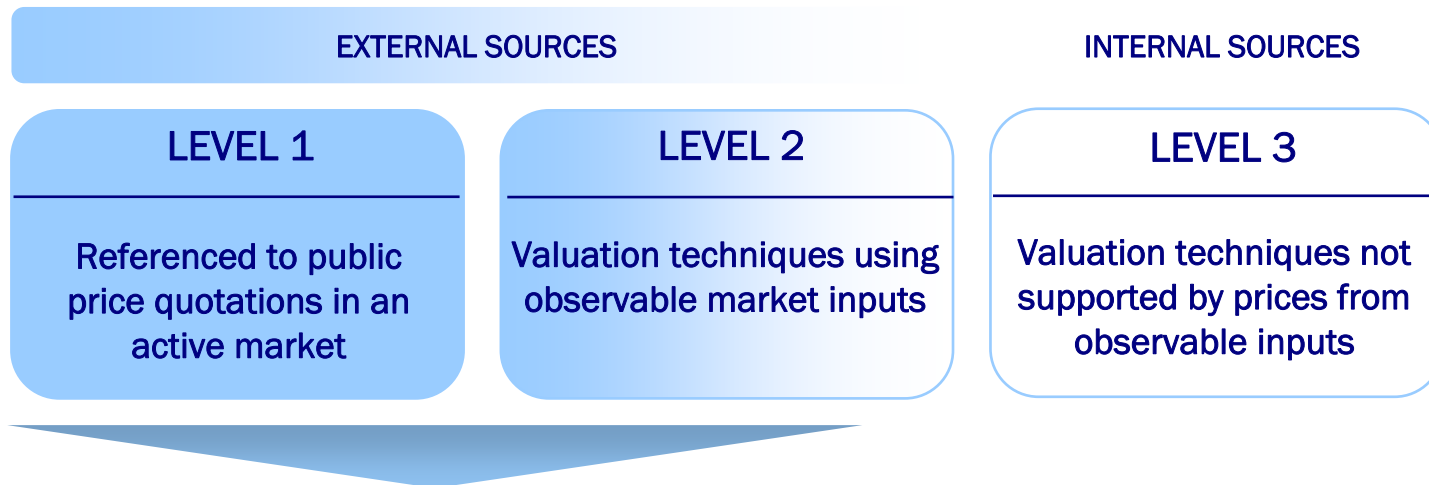 EXTERNAL SOURCES
INTERNAL SOURCES
LEVEL 1
Referenced to public
price quotations in an
active market
LEVEL 2
Valuation techniques using
observable market inputs
LEVEL 3
Valuation techniques not
supported by prices from
observable inputs